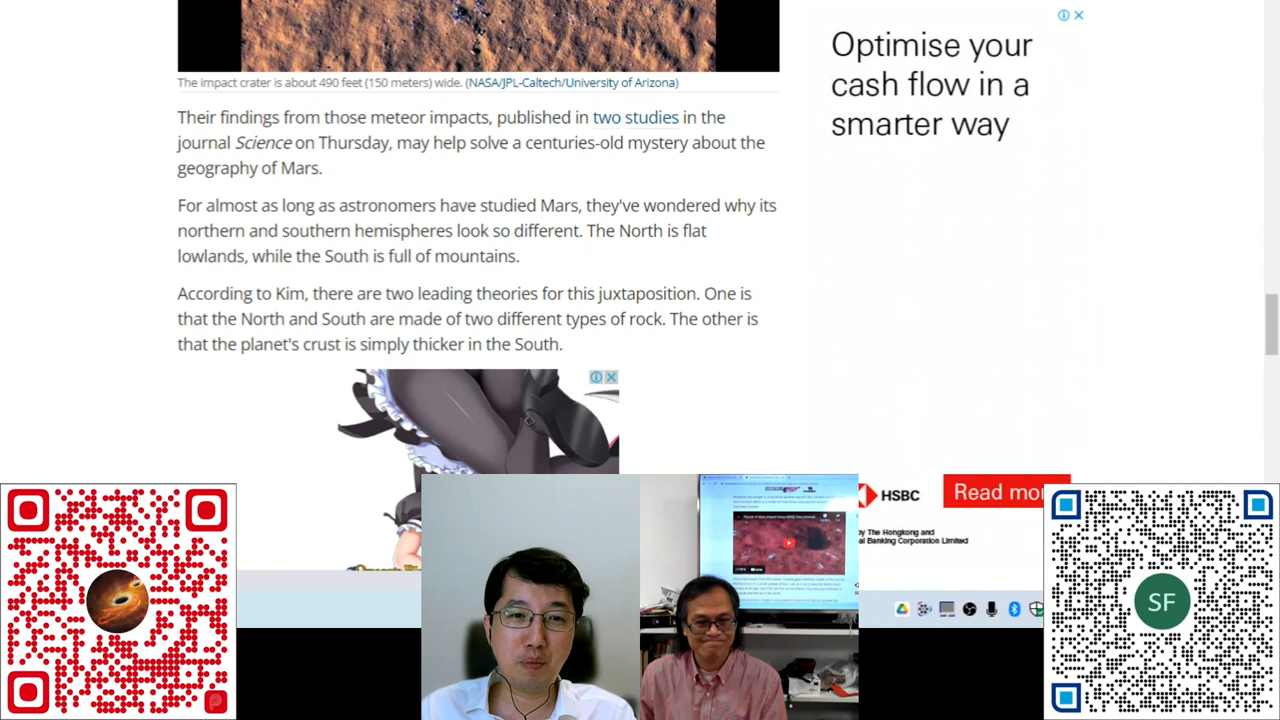 The impact crater is about 490 feet (150 meters) wide. (NASA/JPL-Caltech/University of Arizona)
Their findings from those meteor impacts, published in two studies in the
journal Science on Thursday, may help solve a centuries-old mystery about the
geography of Mars.
For almost as long as astronomers have studied Mars, they've wondered why its
northern and southern hemispheres look so different. The North is flat
lowlands, while the South is full of mountains.
According to Kim, there are two leading theories for this juxtaposition. One is
that the North and South are made of two different types of rock. The other is
that the planet's crust is simply thicker in the South.
Optimise your
cash flow in a
smarter way
HSBC
Read mor
by The Hongkong and
al Banking Corporation Limited
SF